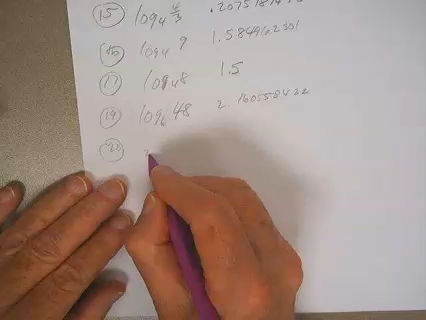 15 log₄ 4/3 .2075187
16 log₄ 9 1.584962501
17 log₄ 8 1.5
19 log₆ 48 2.160558422
20